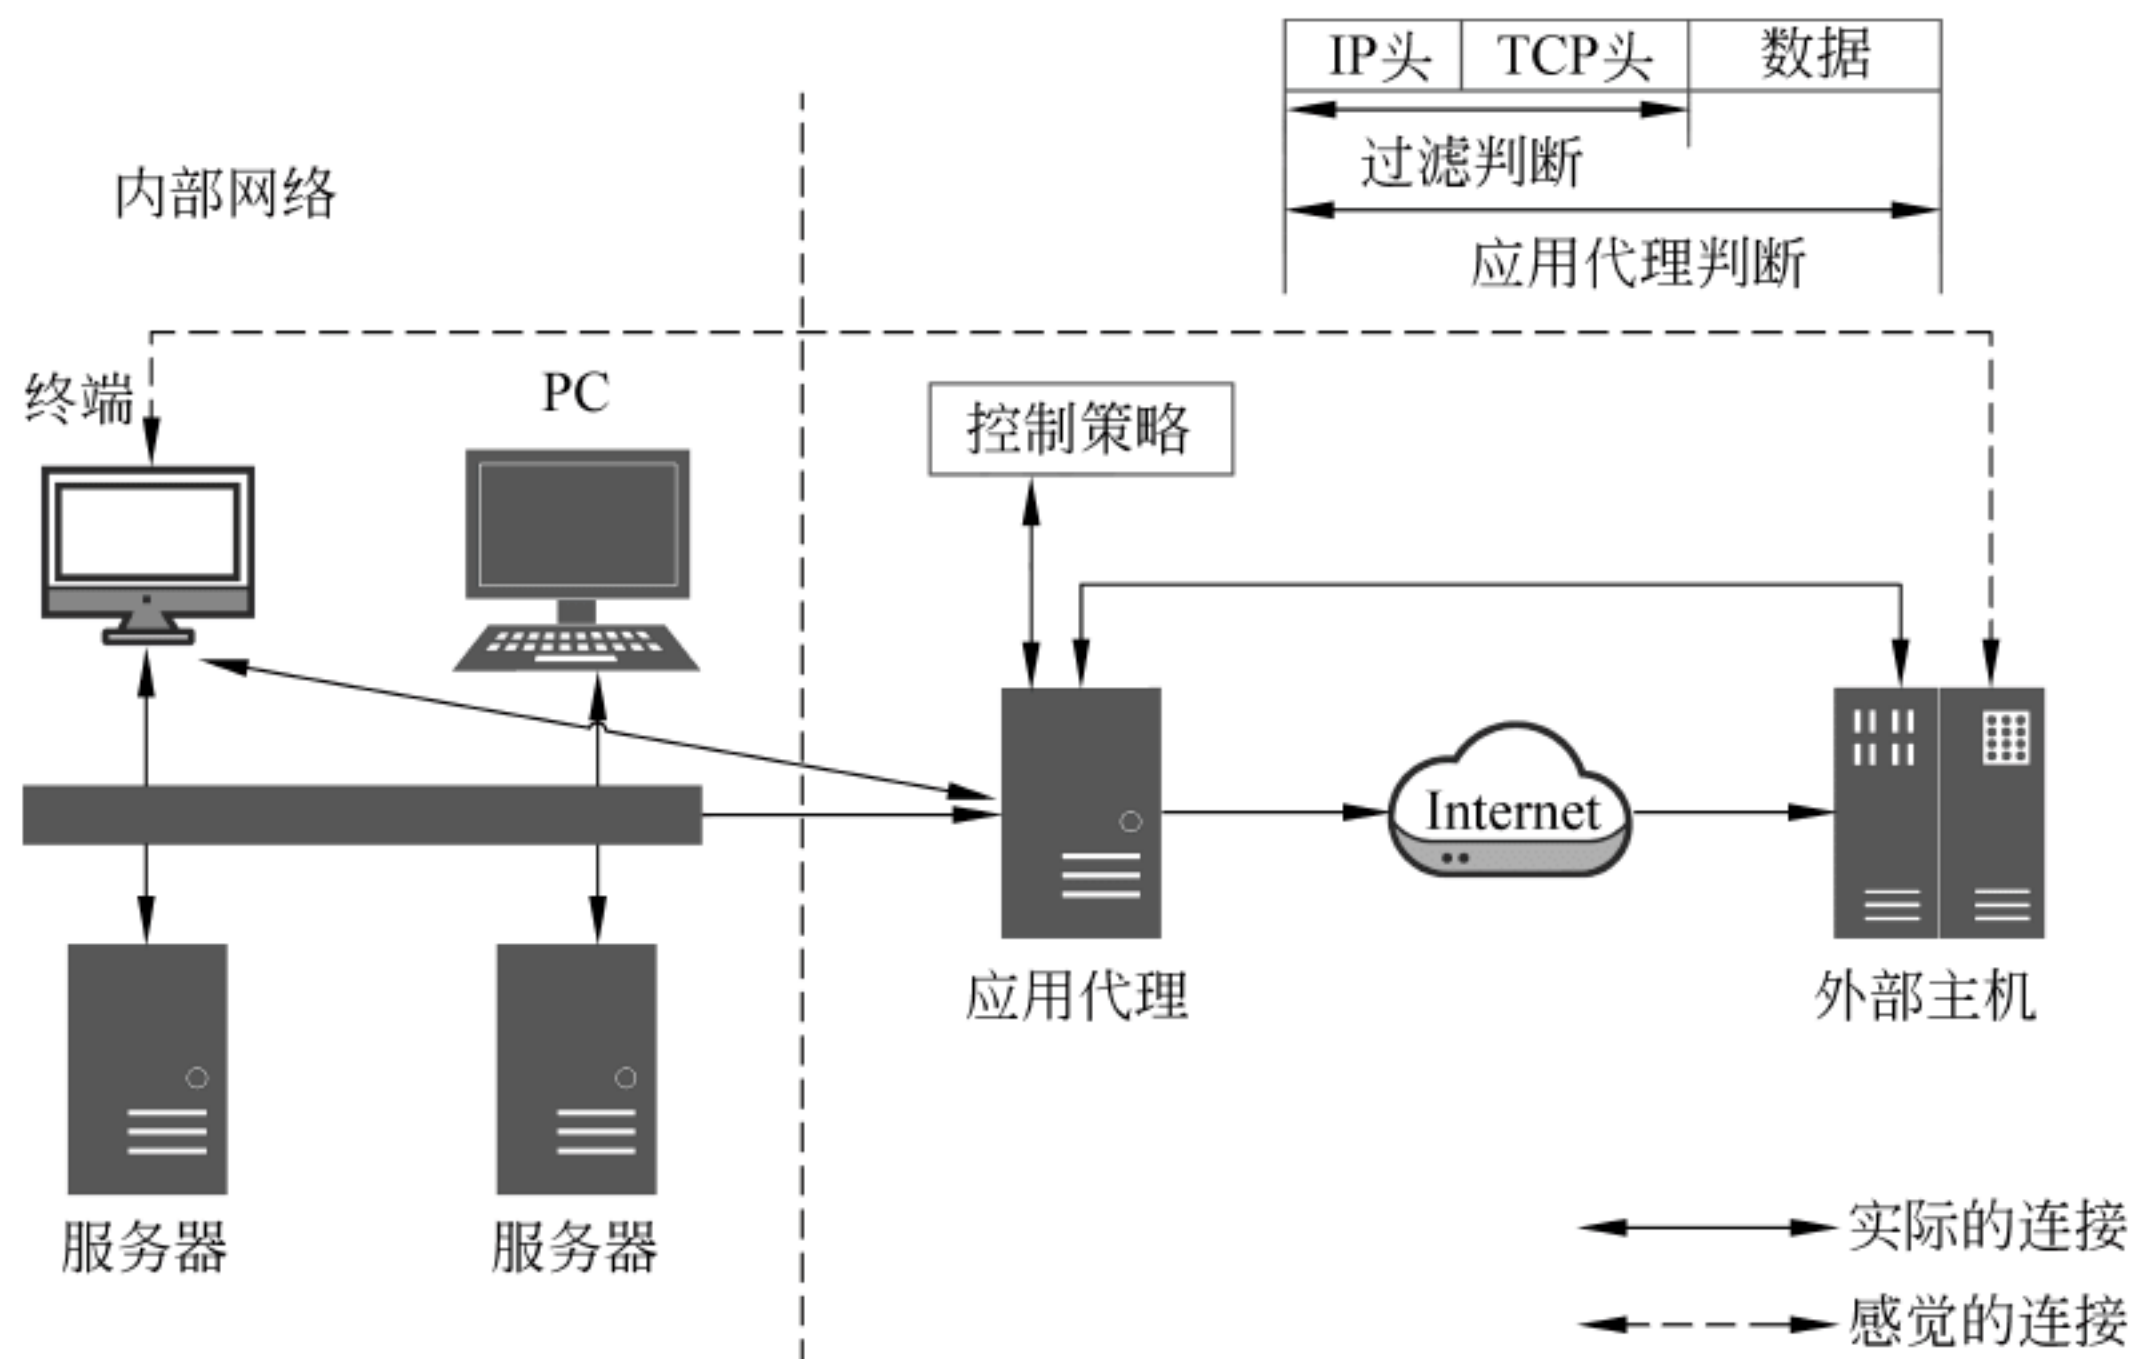 IP头 TCP头 数据
过滤判断
内部网络
应用代理判断
终端
PC
控制策略
Internet
应用代理
外部主机
服务器
服务器
实际的连接
感觉的连接